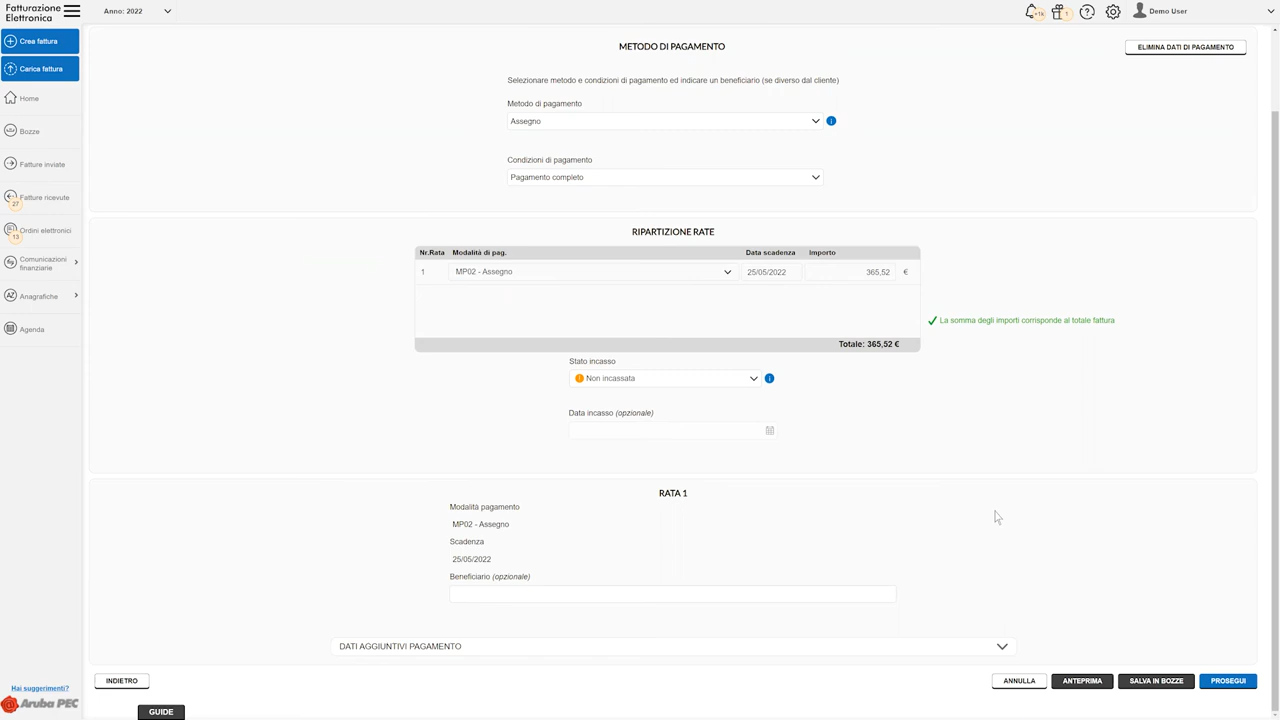 Fatturazione
Elettronica
Anno: 2022
+1k
1
Demo User
Crea fattura
Carica fattura
Home
Bozze
Fatture inviate
Fatture ricevute
27
Ordini elettronici
13
Comunicazioni
finanziarie
Anagrafiche
Agenda
METODO DI PAGAMENTO
ELIMINA DATI DI PAGAMENTO
Selezionare metodo e condizioni di pagamento ed indicare un beneficiario (se diverso dal cliente)
Metodo di pagamento
Assegno
Condizioni di pagamento
Pagamento completo
RIPARTIZIONE RATE
Nr.Rata Modalità di pag. Data scadenza Importo
1 MP02 - Assegno 25/05/2022 365,52 €
La somma degli importi corrisponde al totale fattura
Totale: 365,52 €
Stato incasso
Non incassata
Data incasso (opzionale)
RATA 1
Modalità pagamento
MP02 - Assegno
Scadenza
25/05/2022
Beneficiario (opzionale)
DATI AGGIUNTIVI PAGAMENTO
INDIETRO
ANNULLA
ANTEPRIMA
SALVA IN BOZZE
PROSEGUI
Hai suggerimenti?
Aruba PEC
GUIDE